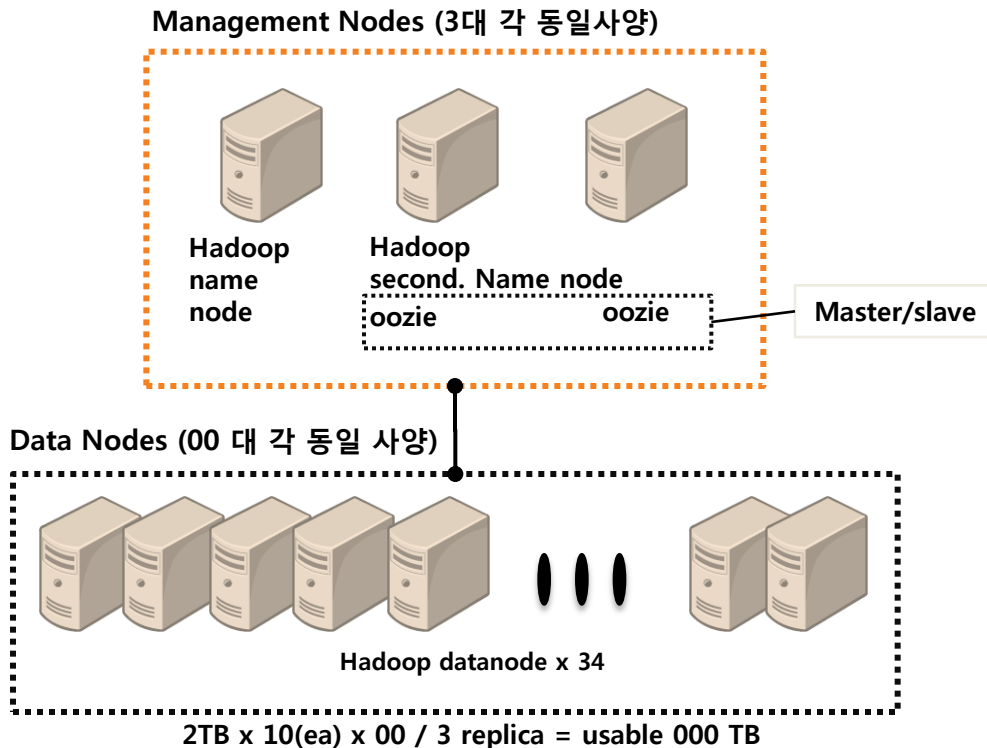 Management Nodes (3대 각 동일사양)
Hadoop
name
node
Hadoop
second. Name node
oozie
oozie
Master/slave
Data Nodes (00 대 각 동일 사양)
Hadoop datanode x 34
2TB x 10(ea) x 00 / 3 replica = usable 000 TB